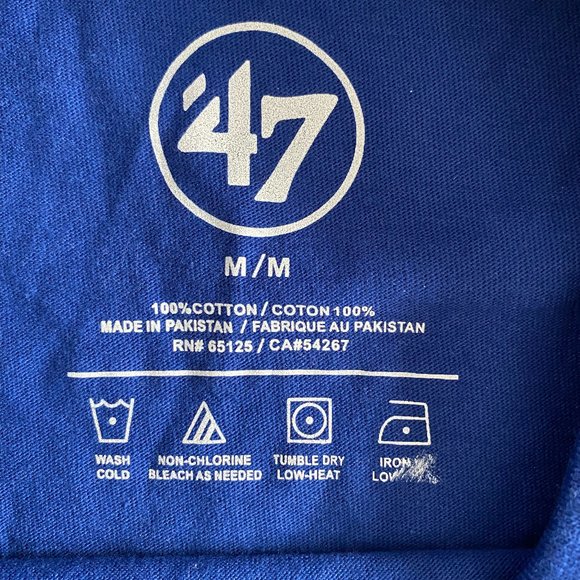 '47
M/M
100%COTTON / COTON 100%
MADE IN PAKISTAN / FABRIQUE AU PAKISTAN
RN# 65125 / CA#54267
WASH
COLD
NON-CHLORINE
BLEACH AS NEEDED
TUMBLE DRY
LOW-HEAT
IRON
LOW